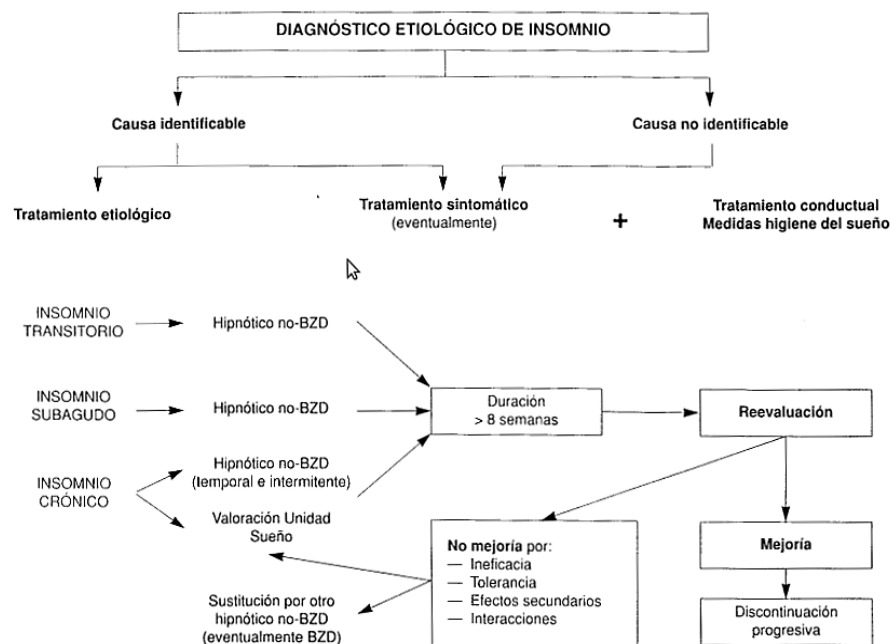 DIAGNÓSTICO ETIOLÓGICO DE INSOMNIO
Causa identificable
Causa no identificable
Tratamiento etiológico
Tratamiento sintomático
(eventualmente)
+
Tratamiento conductual
Medidas higiene del sueño
INSOMNIO
TRANSITORIO
Hipnótico no-BZD
INSOMNIO
SUBAGUDO
Hipnótico no-BZD
Duración
> 8 semanas
Reevaluación
INSOMNIO
CRÓNICO
Hipnótico no-BZD
(temporal e intermitente)
Valoración Unidad
Sueño
Sustitución por otro
hipnótico no-BZD
(eventualmente BZD)
No mejoría por:
— Ineficacia
— Tolerancia
— Efectos secundarios
— Interacciones
Mejoría
Discontinuación
progresiva